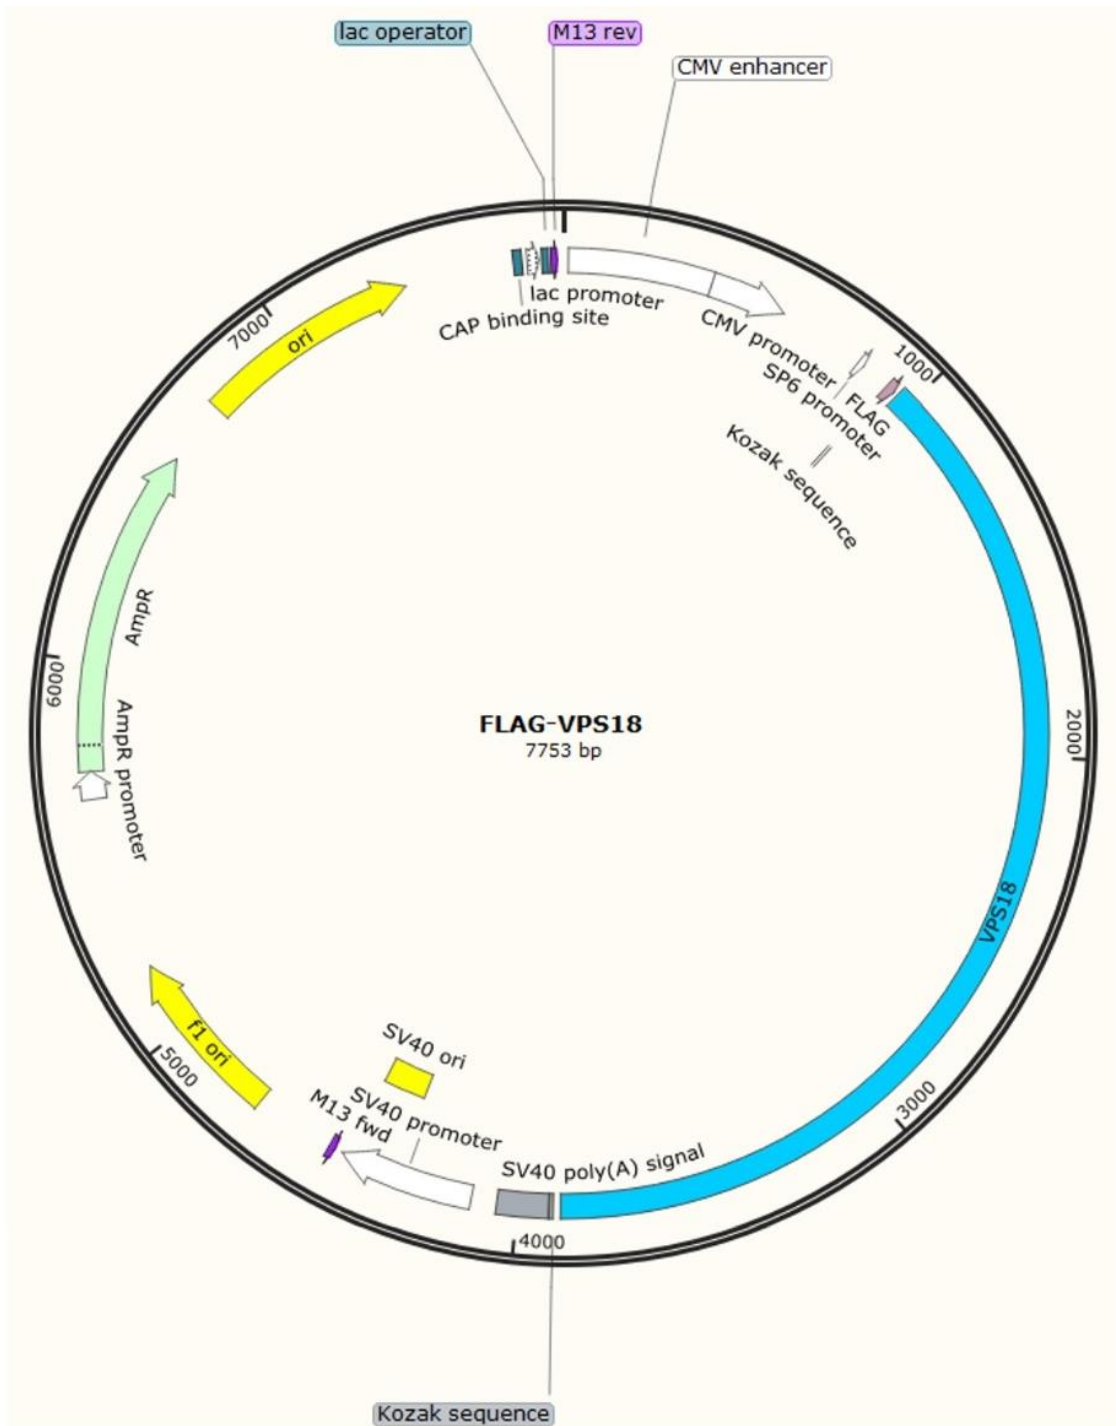 lac operator
M13 rev
CMV enhancer
lac promoter
CAP binding site
CMV promoter
SP6 promoter
FLAG
Kozak sequence
1000
2000
VPS18
3000
FLAG-VPS18
7753 bp
7000
ori
AmpR
6000
AmpR promoter
f1 ori
5000
SV40 ori
SV40 promoter
M13 fwd
SV40 poly(A) signal
4000
Kozak sequence